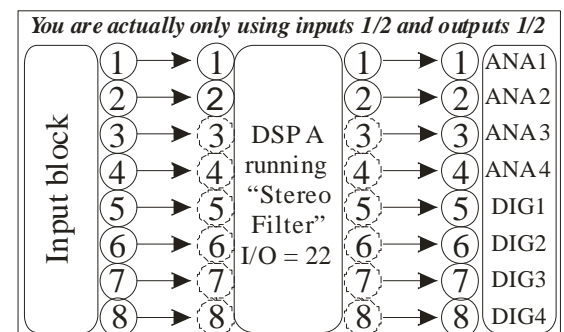 You are actually only using inputs 1/2 and outputs 1/2
Input block
1 1 1 1 ANA1
2 2 2 2 ANA2
3 3 DSP A 3 3 ANA3
4 4 running 4 4 ANA4
5 5 "Stereo 5 5 DIG1
6 6 Filter" 6 6 DIG2
7 7 I/O = 22 7 7 DIG3
8 8 8 8 DIG4